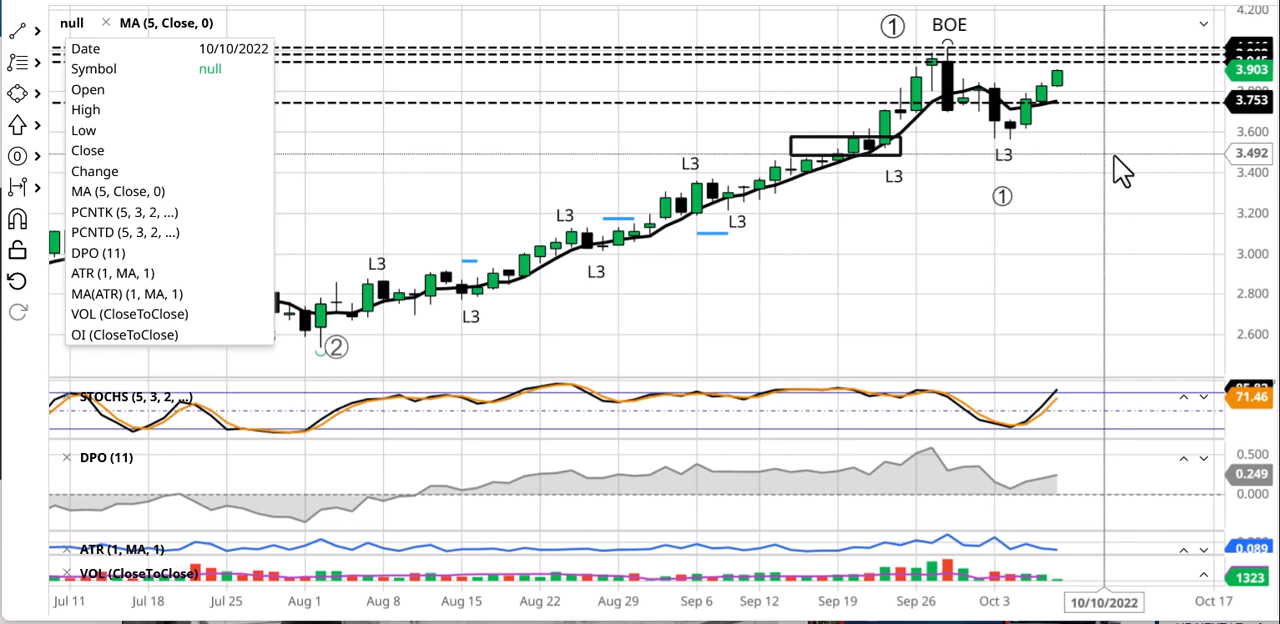 null × MA (5, Close, 0)
Date 10/10/2022
Symbol null
Open
High
Low
Close
Change
MA (5, Close, 0)
PCNTK (5, 3, 2, ...)
PCNTD (5, 3, 2, ...)
DPO (11)
ATR (1, MA, 1)
MA(ATR) (1, MA, 1)
VOL (CloseToClose)
OI (CloseToClose)
① BOE
L3
L3
L3
L3
L3
L3
L3
L3
①
②
4.200
3.903
3.753
3.600
3.492
3.400
3.200
3.000
2.800
2.600
STOCHS (5, 3, 2, ...)
71.46
× DPO (11)
0.500
0.249
0.000
× ATR (1, MA, 1)
0.089
× VOL (CloseToClose)
1323
Jul 11 Jul 18 Jul 25 Aug 1 Aug 8 Aug 15 Aug 22 Aug 29 Sep 6 Sep 12 Sep 19 Sep 26 Oct 3 10/10/2022 Oct 17